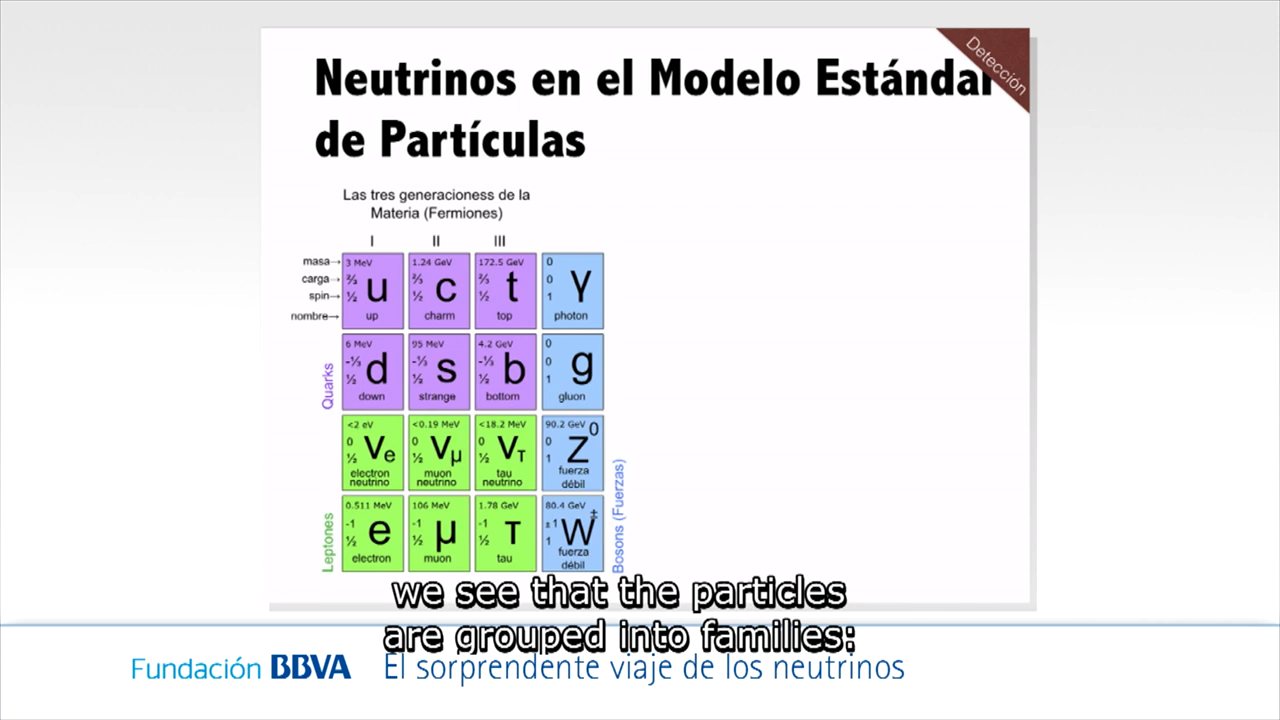 Detección
Neutrinos en el Modelo Estándar
de Partículas
Las tres generacioness de la
Materia (Fermiones)
I II III
masa→ 3 MeV 1.24 GeV 172.5 GeV 0
carga→ ⅔ ⅔ ⅔ 0
u c t γ
spin→ ½ ½ ½ 1
nombre→ up charm top photon
Quarks
6 MeV 95 MeV 4.2 GeV 0
-⅓ -⅓ -⅓ 0
d s b g
½ ½ ½ 1
down strange bottom gluon
<2 eV <0.19 MeV <18.2 MeV 90.2 GeV
0 0 0 0
νe νμ ντ Z0
½ ½ ½ 1
electron muon tau fuerza
neutrino neutrino neutrino débil
Leptones
0.511 MeV 106 MeV 1.78 GeV 80.4 GeV
-1 -1 -1 ±1
e μ τ W±
½ ½ ½ 1
electron muon tau fuerza
débil
Bosons (Fuerzas)
we see that the particles
are grouped into families:
Fundación BBVA El sorprendente viaje de los neutrinos